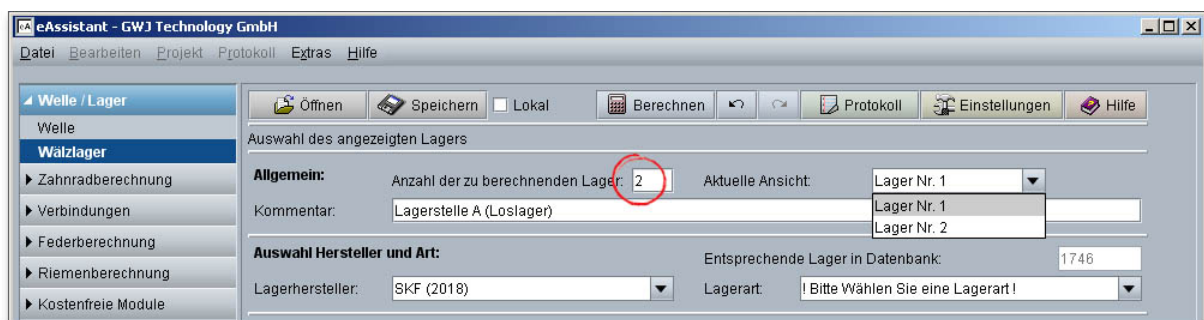 eA eAssistant - GWJ Technology GmbH
Datei Bearbeiten Projekt Protokoll Extras Hilfe
Welle / Lager
Öffnen Speichern Lokal Berechnen Protokoll Einstellungen Hilfe
Welle
Auswahl des angezeigten Lagers
Wälzlager
Allgemein: Anzahl der zu berechnenden Lager: 2 Aktuelle Ansicht: Lager Nr. 1
Zahnradberechnung
Lager Nr. 1
Verbindungen Kommentar: Lagerstelle A (Loslager)
Lager Nr. 2
Federberechnung
Auswahl Hersteller und Art: Entsprechende Lager in Datenbank: 1746
Riemenberechnung
Lagerhersteller: SKF (2018) Lagerart: ! Bitte Wählen Sie eine Lagerart !
Kostenfreie Module